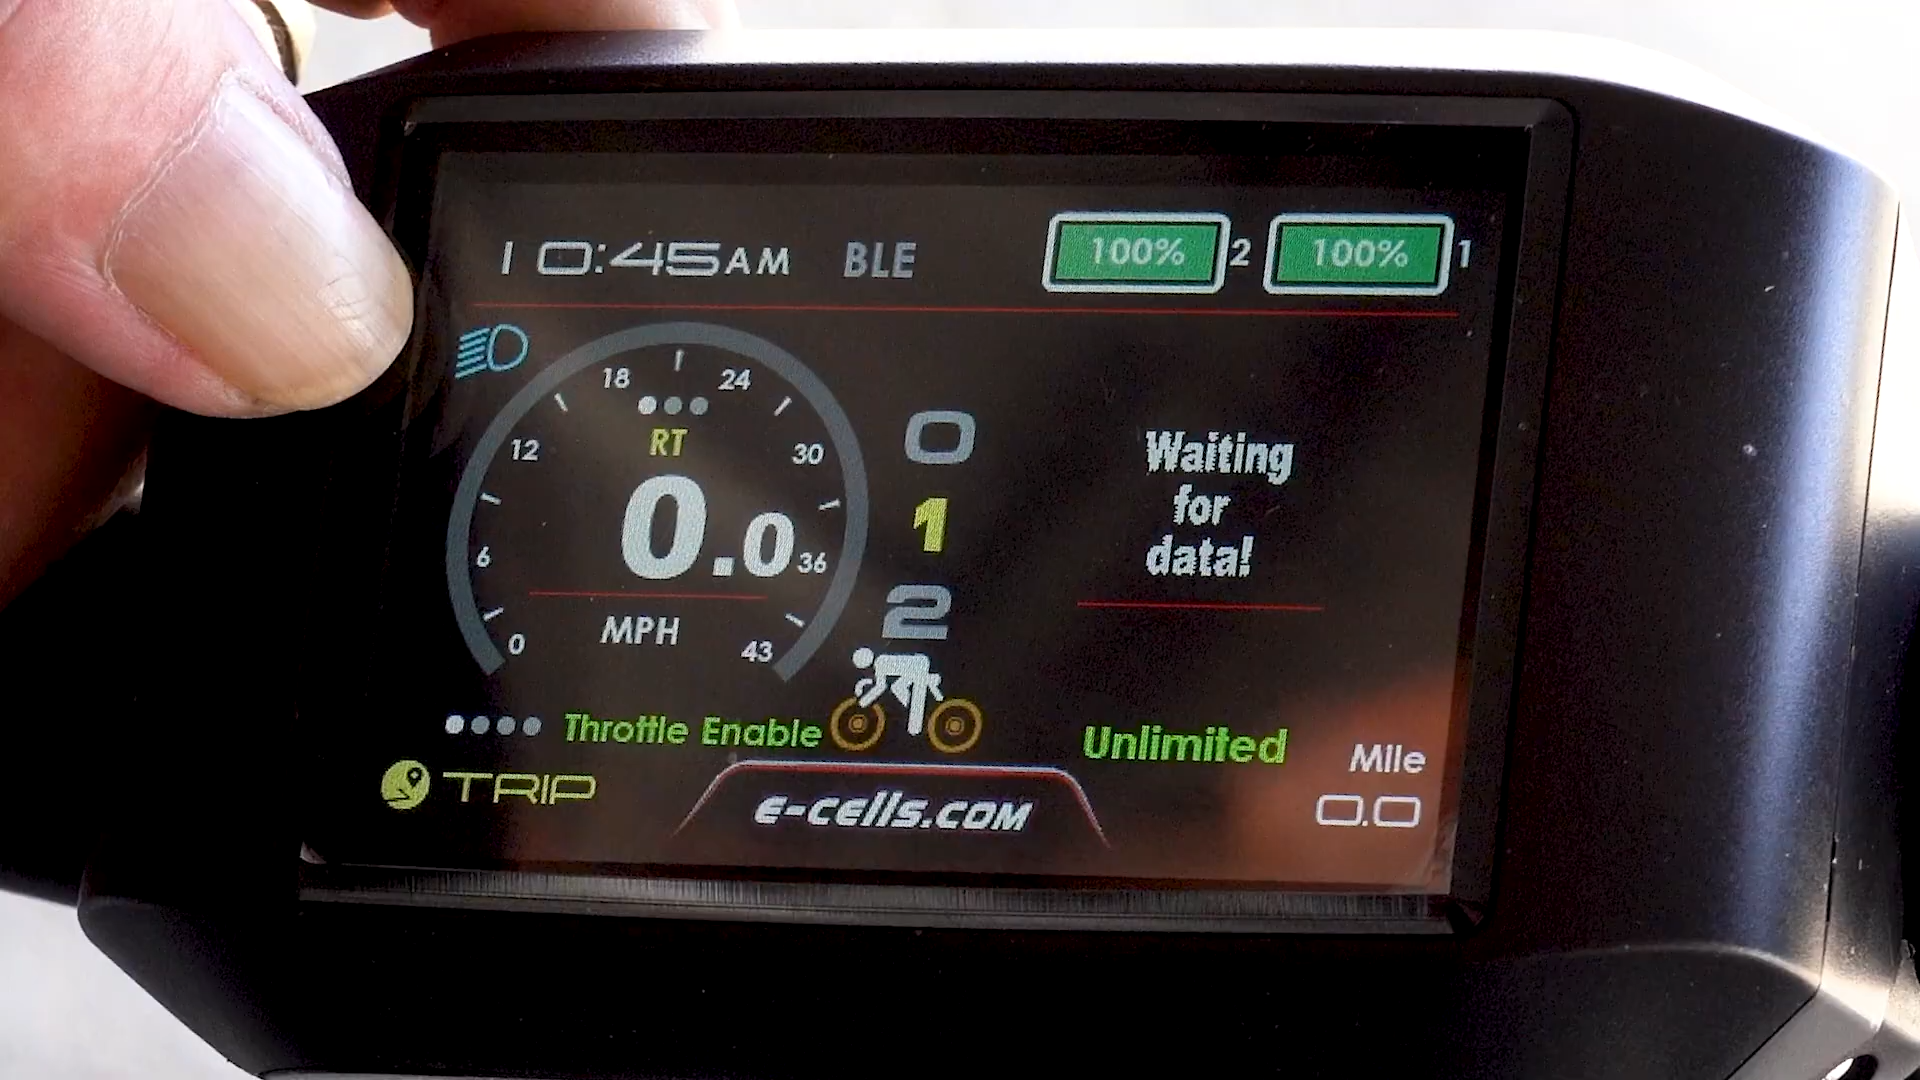 10:45AM BLE 100% 2 100% 1
18 24
12 RT 30
0.0
6 36
0 MPH 43
0
1
2
Waiting
for
data!
Throttle Enable
Unlimited
Mile
0.0
TRIP
e-cells.com